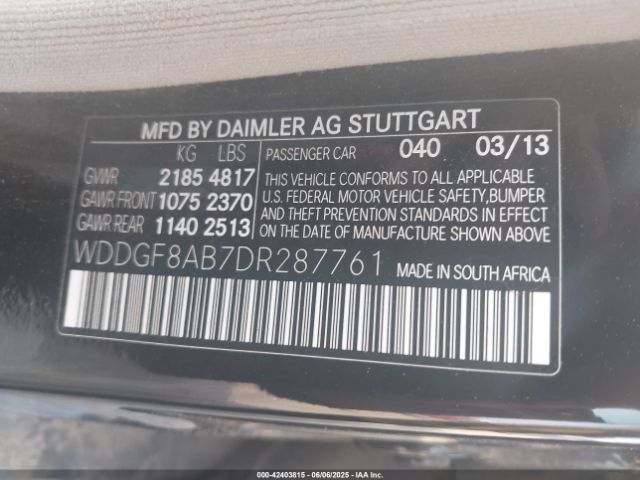 MFD BY DAIMLER AG STUTTGART
KG LBS
GVWR 2185 4817
GAWR FRONT 1075 2370
GAWR REAR 1140 2513
PASSENGER CAR 040 03/13
THIS VEHICLE CONFORMS TO ALL APPLICABLE
U.S. FEDERAL MOTOR VEHICLE SAFETY, BUMPER
AND THEFT PREVENTION STANDARDS IN EFFECT
ON THE DATE OF MANUFACTURE SHOWN ABOVE
WDDGF8AB7DR287761 MADE IN SOUTH AFRICA
000-42403815 - 06/06/2025 - IAAI.COM